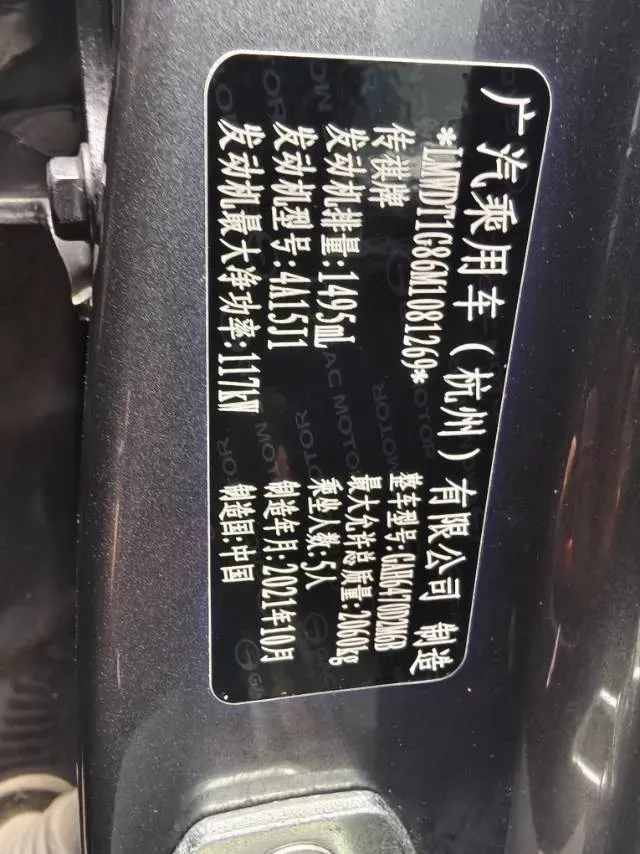 广汽乘用车（杭州）有限公司 制造
*LMWDT1G86M1081269*
传祺牌
整车型号:GAH6470D2M6B
发动机排量:1495mL
最大允许总质量:2060kg
发动机型号:4A15J1
乘坐人数:5人
发动机最大净功率:117kW
制造年月:2021年10月
制造国:中国